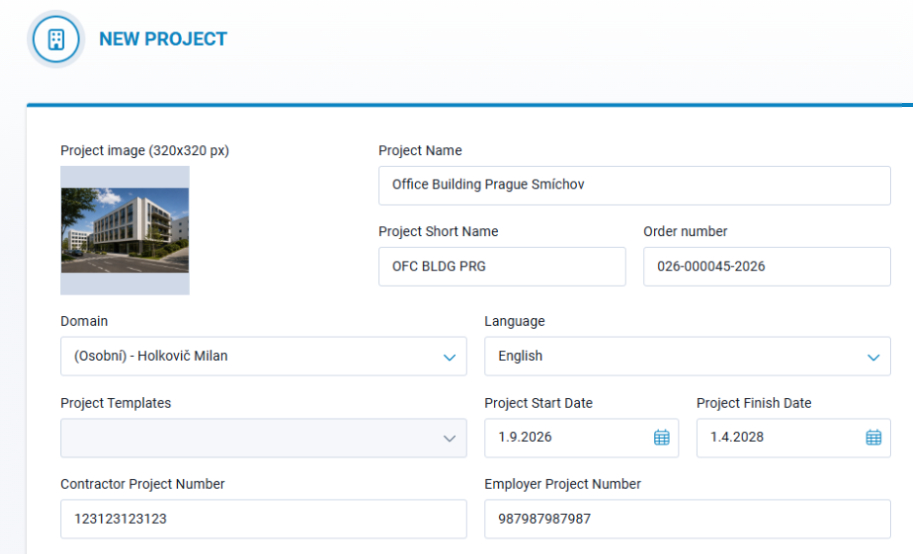 NEW PROJECT
Project image (320x320 px)
Project Name
Office Building Prague Smíchov
Project Short Name
Order number
OFC BLDG PRG
026-000045-2026
Domain
Language
(Osobní) - Holkovič Milan
English
Project Templates
Project Start Date
Project Finish Date
1.9.2026
1.4.2028
Contractor Project Number
Employer Project Number
123123123123
987987987987